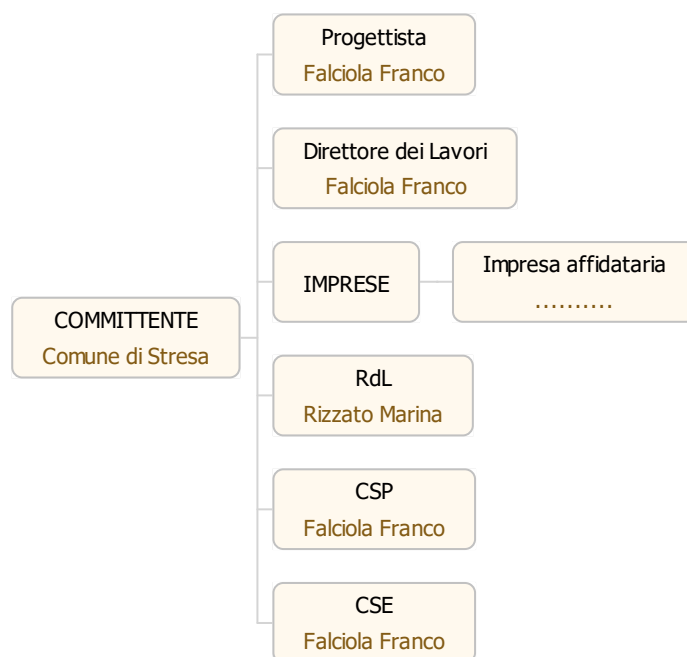 Progettista
Falciola Franco
Direttore dei Lavori
Falciola Franco
IMPRESE
Impresa affidataria
..........
COMMITTENTE
Comune di Stresa
RdL
Rizzato Marina
CSP
Falciola Franco
CSE
Falciola Franco